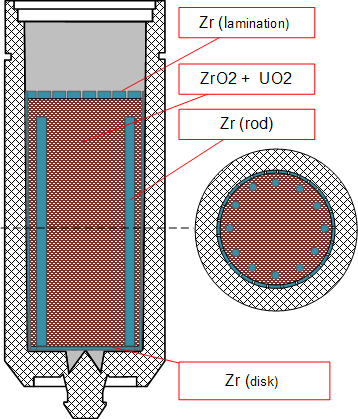 Zr (lamination)
ZrO2 + UO2
Zr (rod)
Zr (disk)